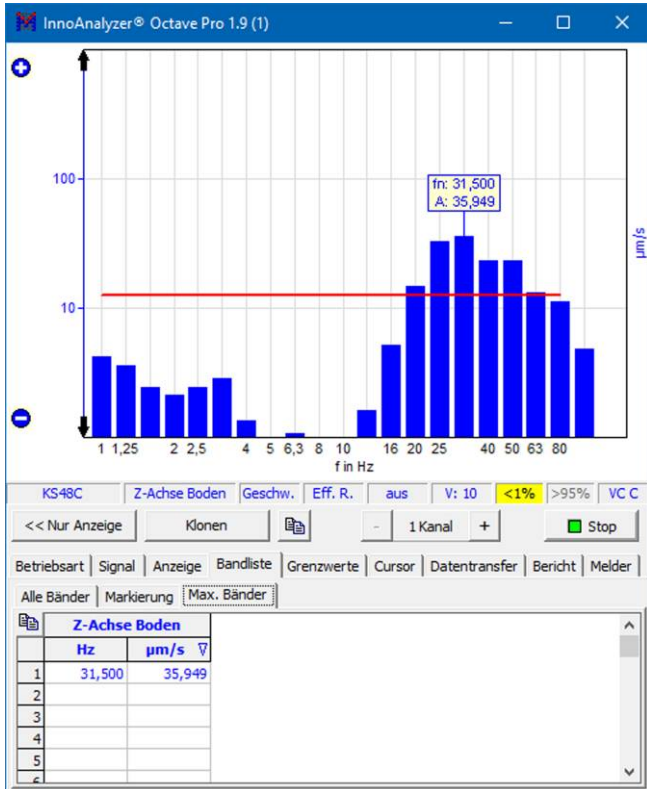 InnoAnalyzer® Octave Pro 1.9 (1)
fn: 31,500
A: 35,949
100
10
µm/s
1 1,25 2 2,5 4 5 6,3 8 10 16 20 25 40 50 63 80
f in Hz
KS48C Z-Achse Boden Geschw. Eff. R. aus V: 10 <1% >95% VC C
<< Nur Anzeige Klonen - 1 Kanal + Stop
Betriebsart Signal Anzeige Bandliste Grenzwerte Cursor Datentransfer Bericht Melder
Alle Bänder Markierung Max. Bänder
Z-Achse Boden
Hz µm/s
1 31,500 35,949
2
3
4
5